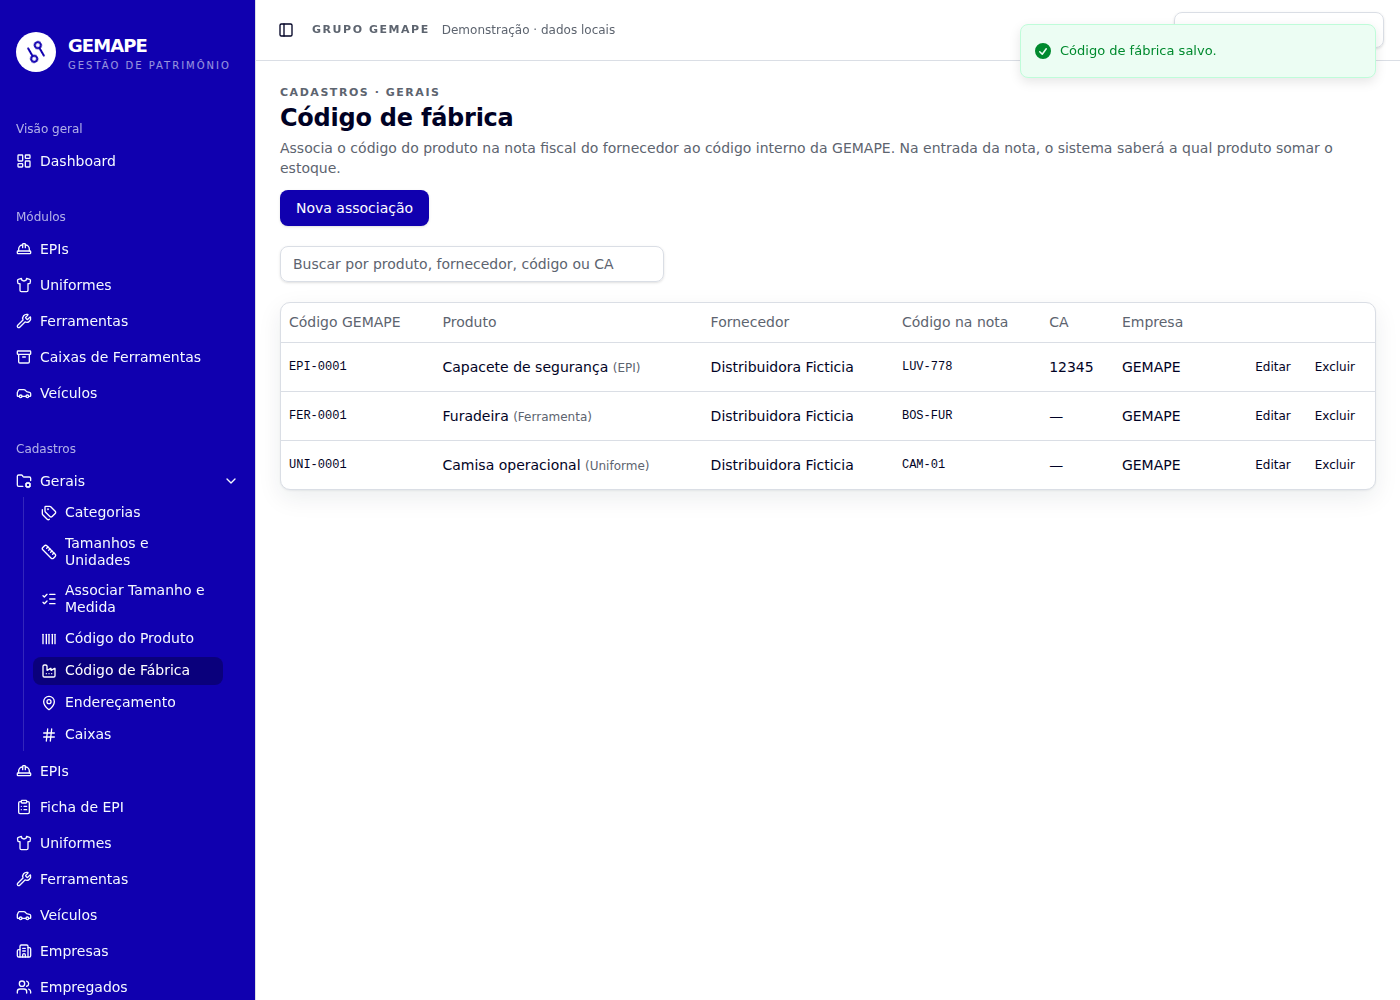 GEMAPE
GESTÃO DE PATRIMÔNIO
Visão geral
Dashboard
Módulos
EPIs
Uniformes
Ferramentas
Caixas de Ferramentas
Veículos
Cadastros
Gerais
Categorias
Tamanhos e
Unidades
Associar Tamanho e
Medida
Código do Produto
Código de Fábrica
Endereçamento
Caixas
EPIs
Ficha de EPI
Uniformes
Ferramentas
Veículos
Empresas
Empregados
GRUPO GEMAPE Demonstração · dados locais
Código de fábrica salvo.
CADASTROS · GERAIS
Código de fábrica
Associa o código do produto na nota fiscal do fornecedor ao código interno da GEMAPE. Na entrada da nota, o sistema saberá a qual produto somar o
estoque.
Nova associação
Buscar por produto, fornecedor, código ou CA
Código GEMAPE Produto Fornecedor Código na nota CA Empresa
EPI-0001 Capacete de segurança (EPI) Distribuidora Ficticia LUV-778 12345 GEMAPE Editar Excluir
FER-0001 Furadeira (Ferramenta) Distribuidora Ficticia BOS-FUR — GEMAPE Editar Excluir
UNI-0001 Camisa operacional (Uniforme) Distribuidora Ficticia CAM-01 — GEMAPE Editar Excluir